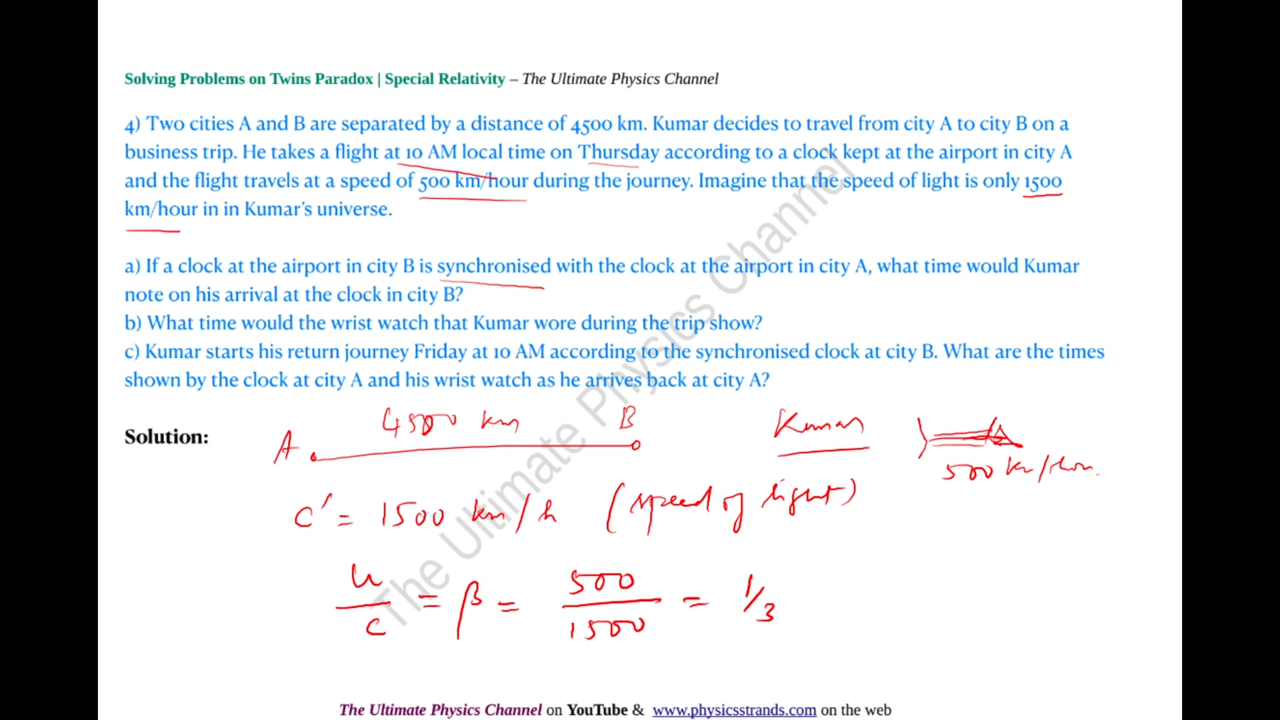 Solving Problems on Twins Paradox | Special Relativity – The Ultimate Physics Channel
4) Two cities A and B are separated by a distance of 4500 km. Kumar decides to travel from city A to city B on a
business trip. He takes a flight at 10 AM local time on Thursday according to a clock kept at the airport in city A
and the flight travels at a speed of 500 km/hour during the journey. Imagine that the speed of light is only 1500
km/hour in in Kumar's universe.
a) If a clock at the airport in city B is synchronised with the clock at the airport in city A, what time would Kumar
note on his arrival at the clock in city B?
b) What time would the wrist watch that Kumar wore during the trip show?
c) Kumar starts his return journey Friday at 10 AM according to the synchronised clock at city B. What are the times
shown by the clock at city A and his wrist watch as he arrives back at city A?
The Ultimate Physics Channel
Solution:
A 4500 km B Kumar
500 km/hour.
c' = 1500 km/h (speed of light)
u/c = β = 500/1500 = 1/3
The Ultimate Physics Channel on YouTube & www.physicsstrands.com on the web